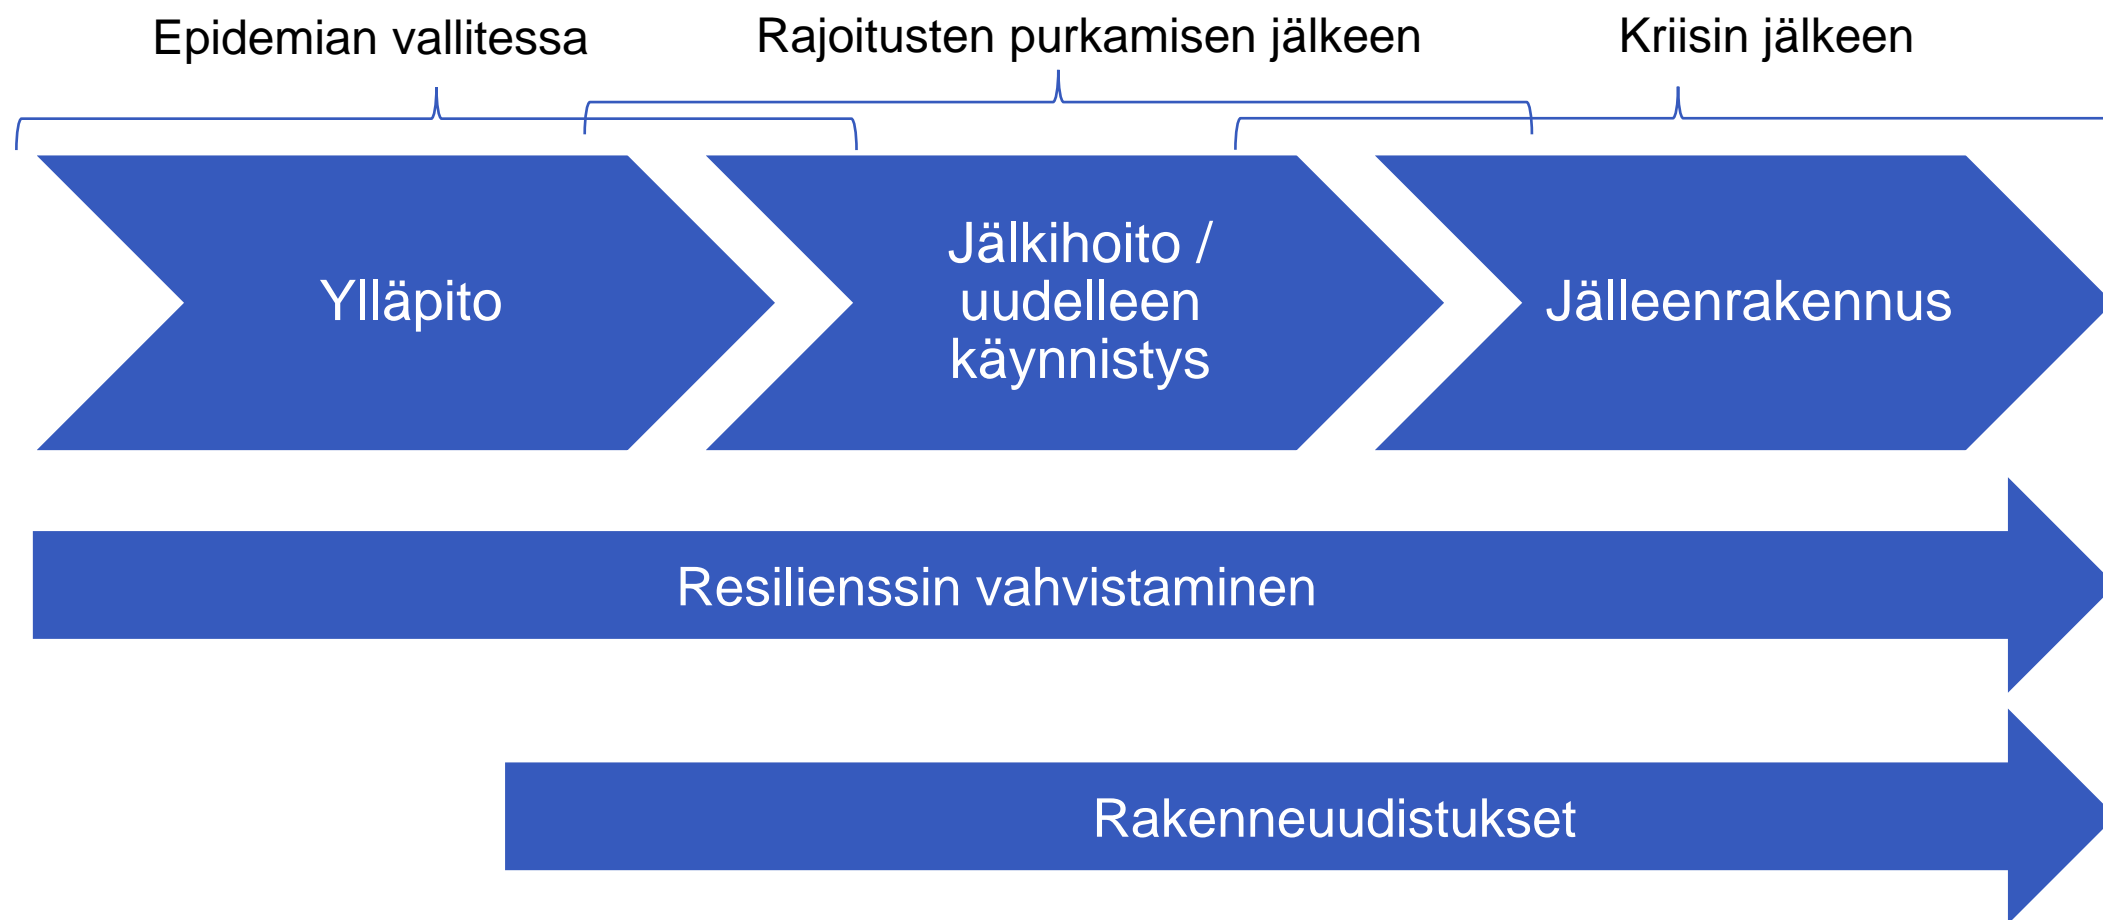 Epidemian vallitessa
Rajoitusten purkamisen jälkeen
Kriisin jälkeen
Ylläpito
Jälkihoito /
uudelleen
käynnistys
Jälleenrakennus
Resilienssin vahvistaminen
Rakenneuudistukset